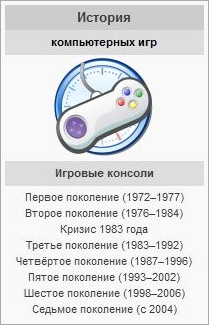 История
компьютерных игр
Игровые консоли
Первое поколение (1972–1977)
Второе поколение (1976–1984)
Кризис 1983 года
Третье поколение (1983–1992)
Четвёртое поколение (1987–1996)
Пятое поколение (1993–2002)
Шестое поколение (1998–2006)
Седьмое поколение (с 2004)